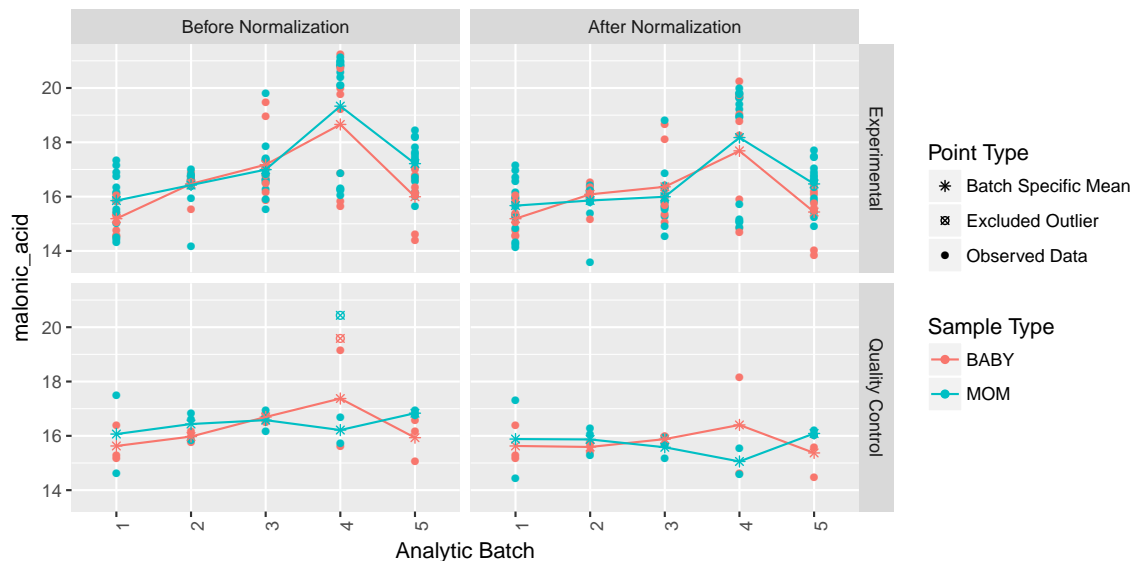 Before Normalization
After Normalization
20
18
16
14
Experimental
20
18
16
14
Quality Control
malonic_acid
1
2
3
4
5
1
2
3
4
5
Analytic Batch
Point Type
Batch Specific Mean
Excluded Outlier
Observed Data
Sample Type
BABY
MOM